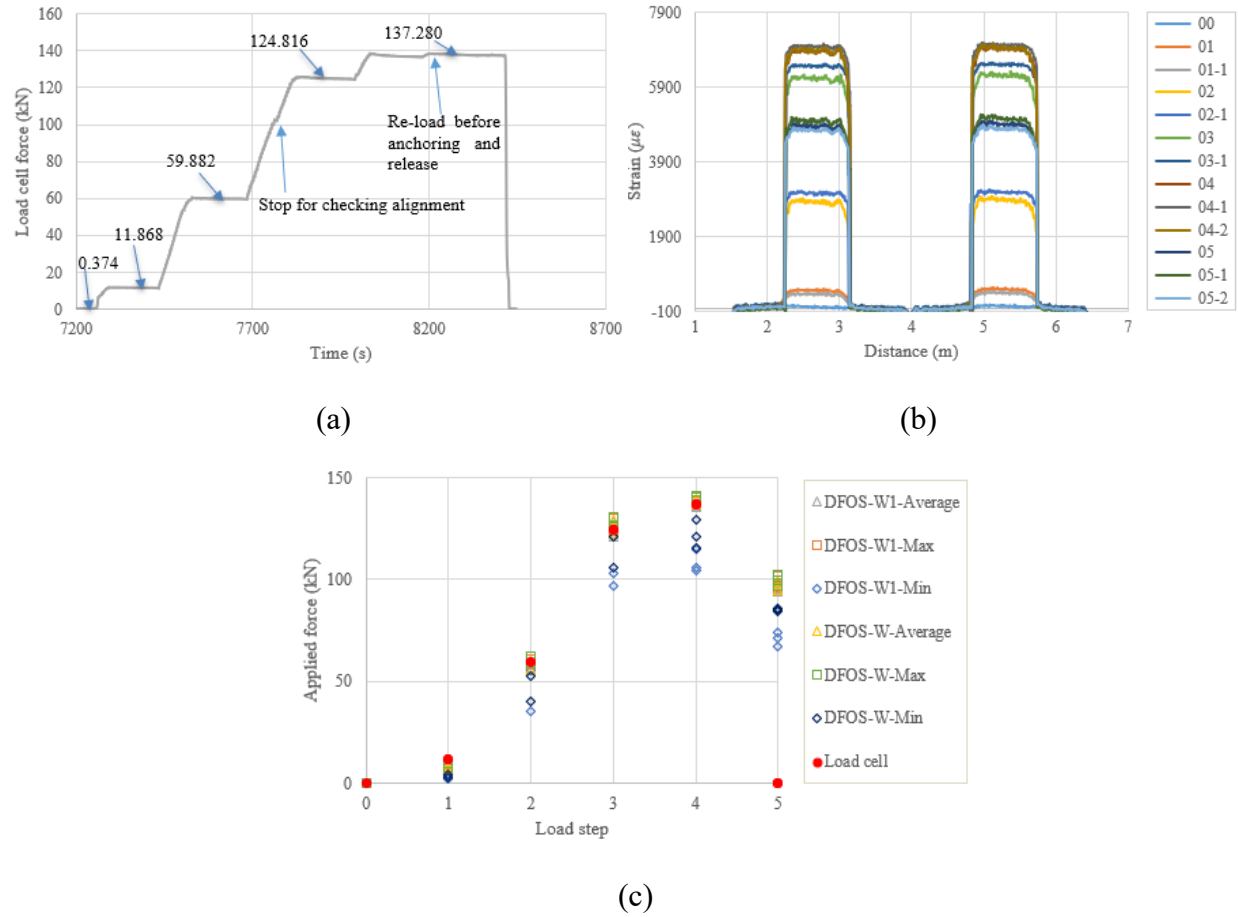 160
140
120
100
80
60
40
20
0
Load cell force (kN)
0.374
11.868
59.882
124.816
137.280
Re-load before
anchoring and
release
Stop for checking alignment
7200
7700
8200
8700
Time (s)
(a)
7900
5900
3900
1900
-100
Strain (με)
1
2
3
4
5
6
7
Distance (m)
00
01
01-1
02
02-1
03
03-1
04
04-1
04-2
05
05-1
05-2
(b)
150
100
50
0
Applied force (kN)
0
1
2
3
4
5
Load step
DFOS-W1-Average
DFOS-W1-Max
DFOS-W1-Min
DFOS-W-Average
DFOS-W-Max
DFOS-W-Min
Load cell
(c)